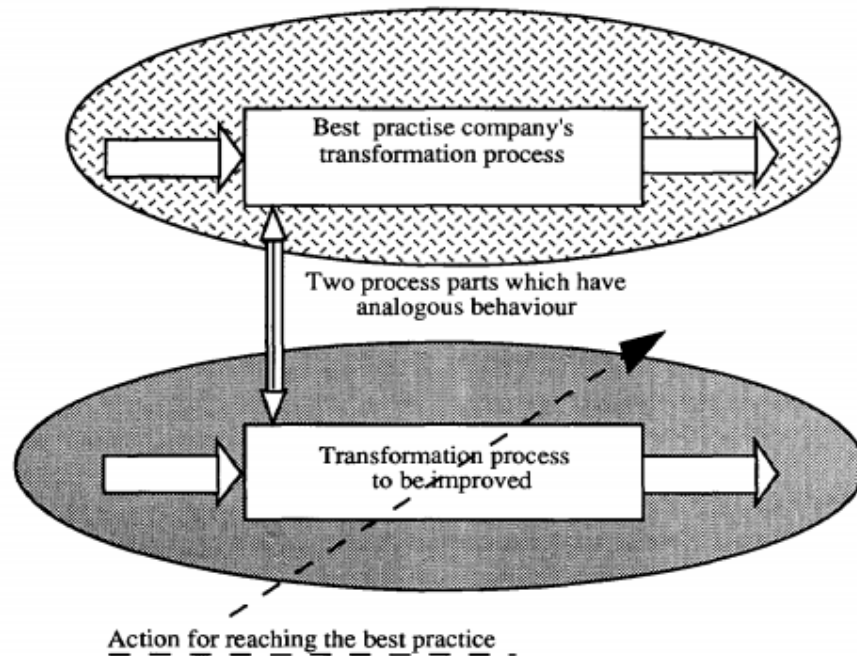 Best practise company's
transformation process
Two process parts which have
analogous behaviour
Transformation process
to be improved
Action for reaching the best practice